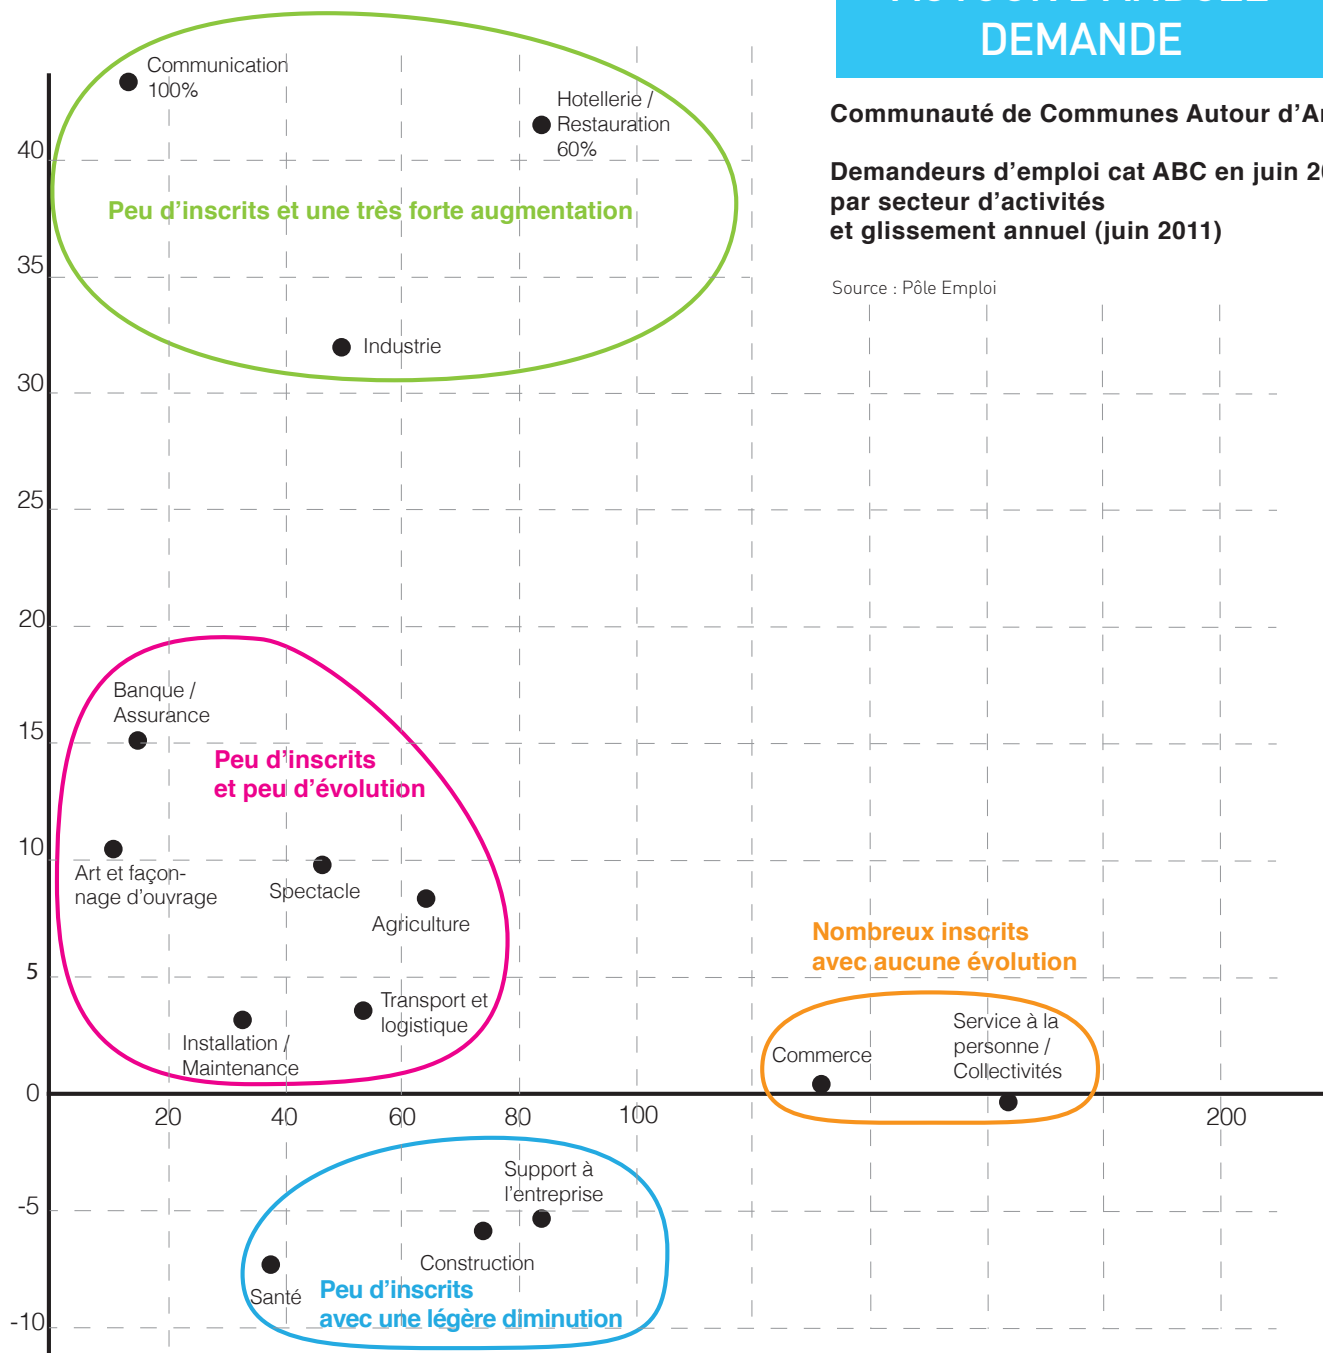 DEMANDE
Communauté de Communes Autour
Demandeurs d'emploi cat ABC en juin
par secteur d'activités
et glissement annuel (juin 2011)
Source : Pôle Emploi
Communication
100%
Hotellerie /
Restauration
60%
Peu d'inscrits et une très forte augmentation
Industrie
40
35
30
25
20
15
10
5
0
-5
-10
Banque /
Assurance
Peu d'inscrits
et peu d'évolution
Art et façon-
nage d'ouvrage
Spectacle
Agriculture
Transport et
logistique
Installation /
Maintenance
Nombreux inscrits
avec aucune évolution
Commerce
Service à la
personne /
Collectivités
20 40 60 80 100 200
Support à
l'entreprise
Construction
Santé
Peu d'inscrits
avec une légère diminution